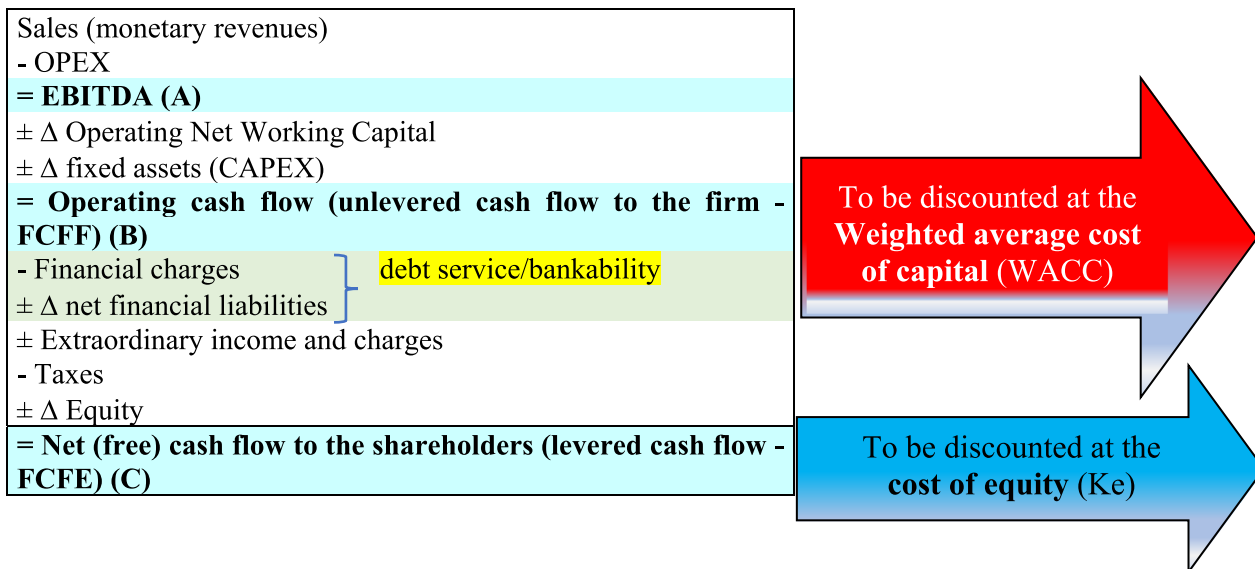 Sales (monetary revenues)
- OPEX
= EBITDA (A)
± Δ Operating Net Working Capital
± Δ fixed assets (CAPEX)
= Operating cash flow (unlevered cash flow to the firm -
FCFF) (B)
- Financial charges
debt service/bankability
± Δ net financial liabilities
± Extraordinary income and charges
- Taxes
± Δ Equity
= Net (free) cash flow to the shareholders (levered cash flow -
FCFE) (C)
To be discounted at the
Weighted average cost
of capital (WACC)
To be discounted at the
cost of equity (Ke)